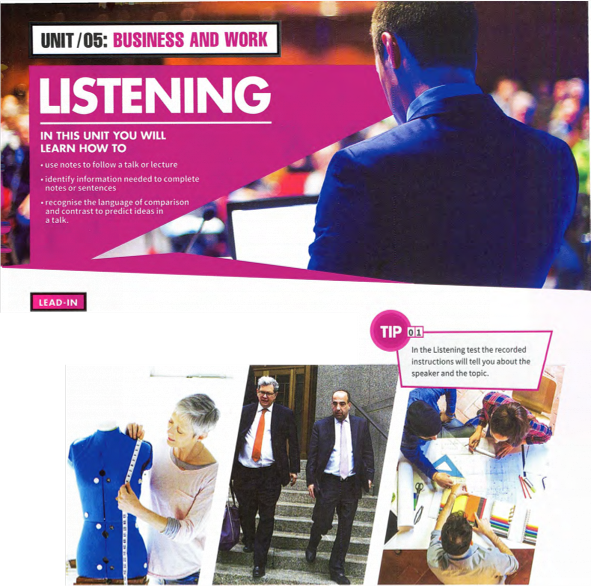 UNIT / 05: BUSINESS AND WORK
LISTENING
IN THIS UNIT YOU WILL
LEARN HOW TO
• use notes to follow a talk or lecture
• identify information needed to complete
notes or sentences
• recognise the language of comparison
and contrast to predict ideas in
a talk.
LEAD-IN
TIP 01
In the Listening test the recorded
instructions will tell you about the
speaker and the topic.